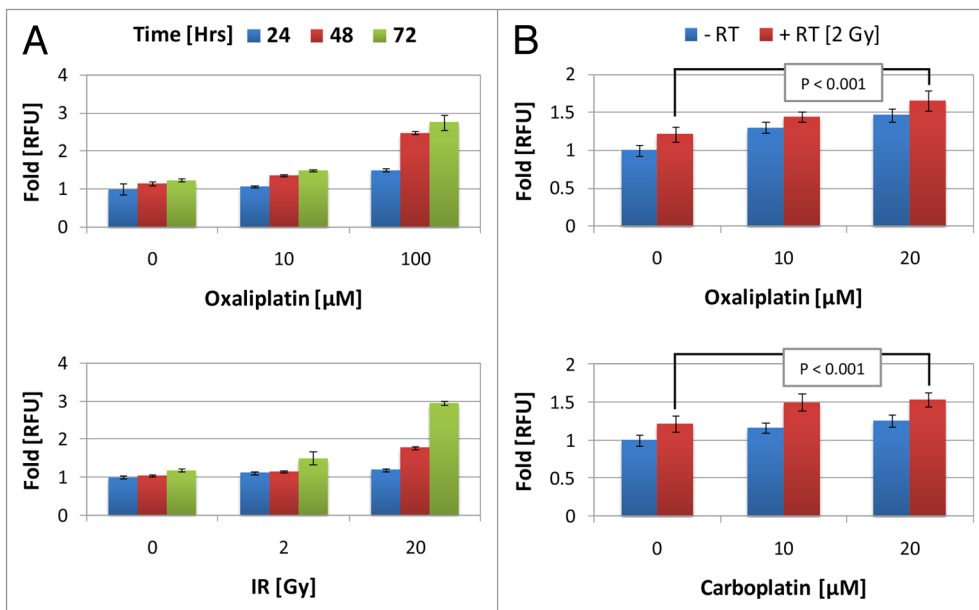 A
Time [Hrs] 24 48 72
Fold [RFU]
4
3
2
1
0
0 10 100
Oxaliplatin [µM]
Fold [RFU]
4
3
2
1
0
0 2 20
IR [Gy]
B
- RT + RT [2 Gy]
P < 0.001
Fold [RFU]
2
1.5
1
0.5
0
0 10 20
Oxaliplatin [µM]
P < 0.001
Fold [RFU]
2
1.5
1
0.5
0
0 10 20
Carboplatin [µM]